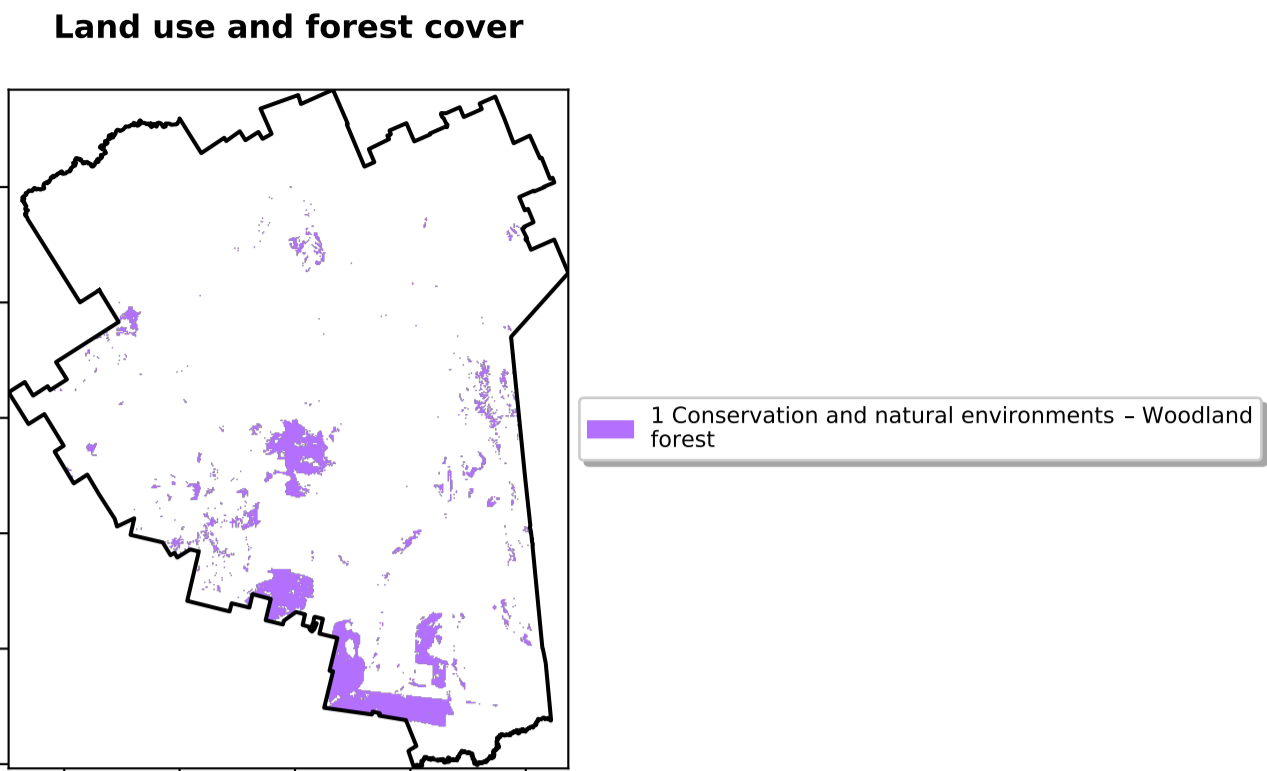 Land use and forest cover
1 Conservation and natural environments – Woodland
forest